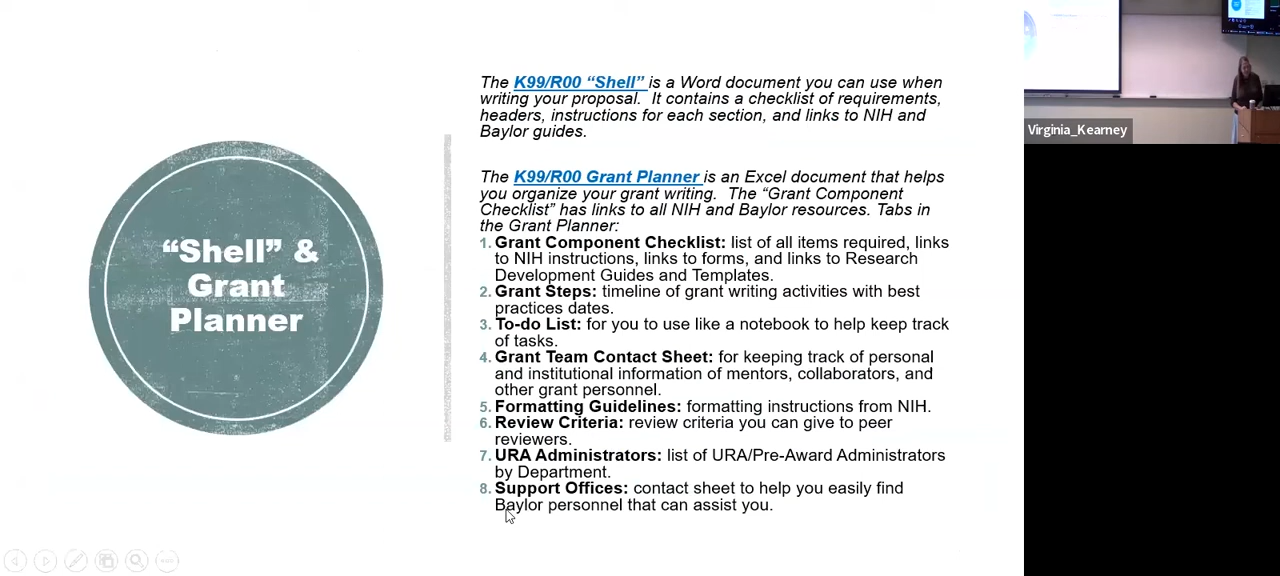 "Shell" &
Grant
Planner
The K99/R00 "Shell" is a Word document you can use when
writing your proposal.  It contains a checklist of requirements,
headers, instructions for each section, and links to NIH and
Baylor guides.
The K99/R00 Grant Planner is an Excel document that helps
you organize your grant writing.  The "Grant Component
Checklist" has links to all NIH and Baylor resources. Tabs in
the Grant Planner:
1. Grant Component Checklist: list of all items required, links
to NIH instructions, links to forms, and links to Research
Development Guides and Templates.
2. Grant Steps: timeline of grant writing activities with best
practices dates.
3. To-do List: for you to use like a notebook to help keep track
of tasks.
4. Grant Team Contact Sheet: for keeping track of personal
and institutional information of mentors, collaborators, and
other grant personnel.
5. Formatting Guidelines: formatting instructions from NIH.
6. Review Criteria: review criteria you can give to peer
reviewers.
7. URA Administrators: list of URA/Pre-Award Administrators
by Department.
8. Support Offices: contact sheet to help you easily find
Baylor personnel that can assist you.
Virginia_Kearney